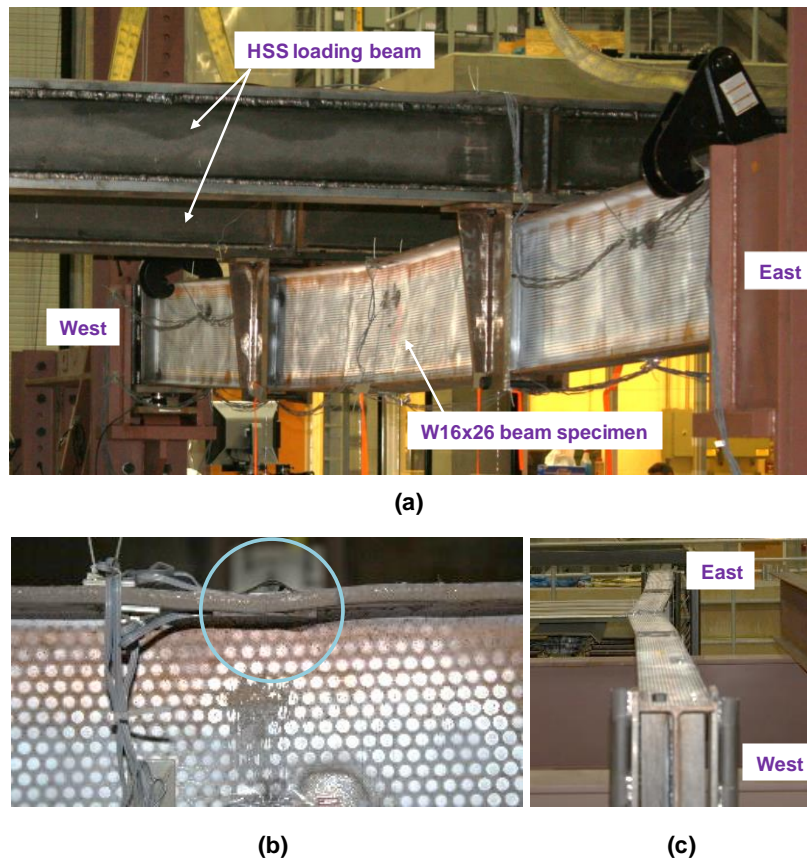 HSS loading beam
East
West
W16x26 beam specimen
(a)
East
West
(b)
(c)